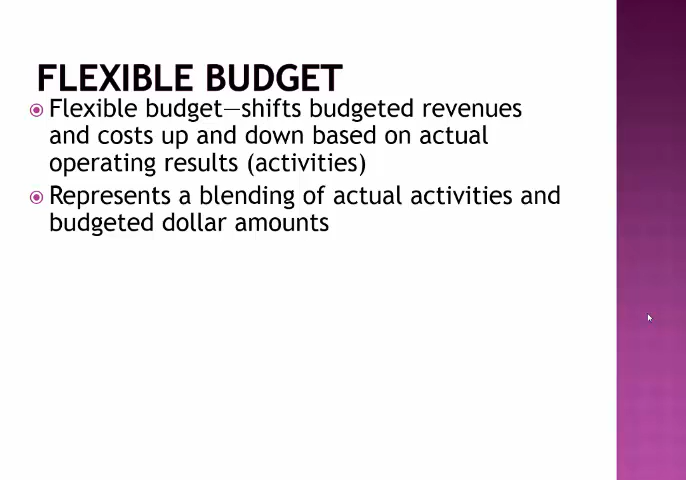 FLEXIBLE BUDGET
Flexible budget—shifts budgeted revenues
and costs up and down based on actual
operating results (activities)
Represents a blending of actual activities and
budgeted dollar amounts